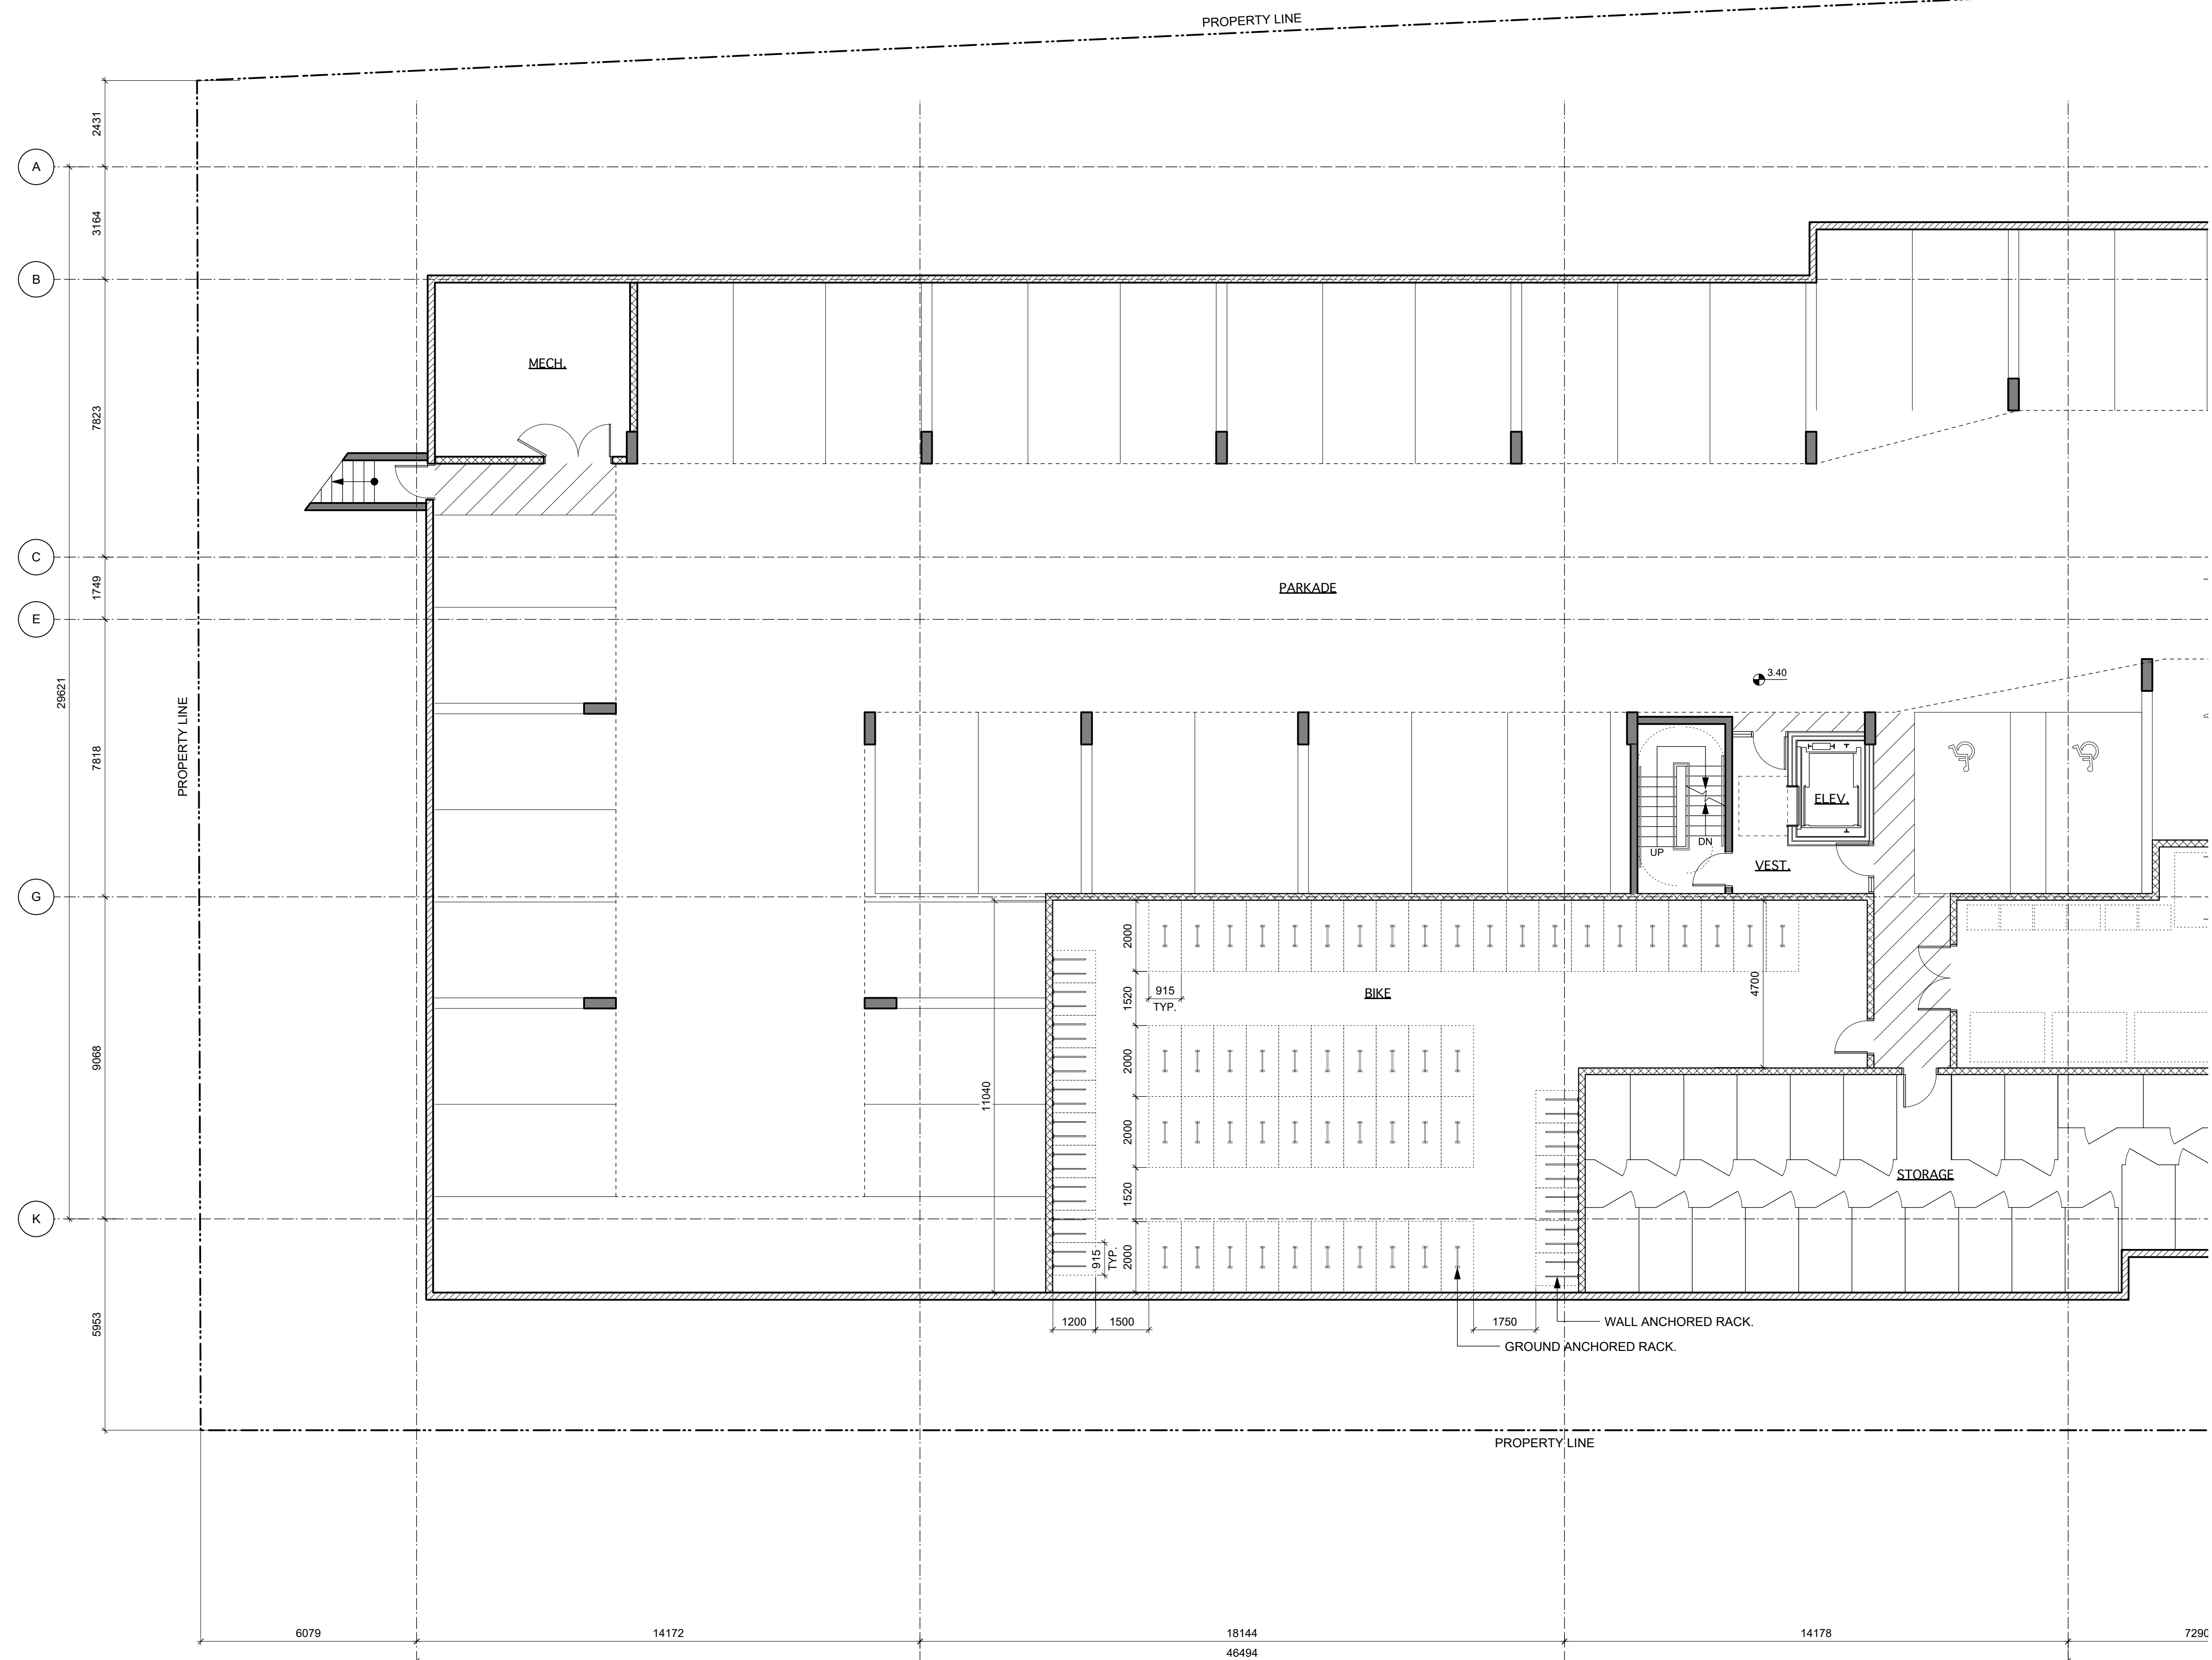 PROPERTY LINE
2431
A
3164
B
MECH.
7823
C
1749
PARKADE
E
3.40
29621
PROPERTY LINE
7818
ELEV.
UP
DN
VEST.
G
2000
915
TYP.
1520
BIKE
4700
9068
2000
11040
2000
STORAGE
1520
K
915
TYP.
2000
5953
1200
1500
1750
WALL ANCHORED RACK.
GROUND ANCHORED RACK.
PROPERTY LINE
6079
14172
18144
14178
7290
46494